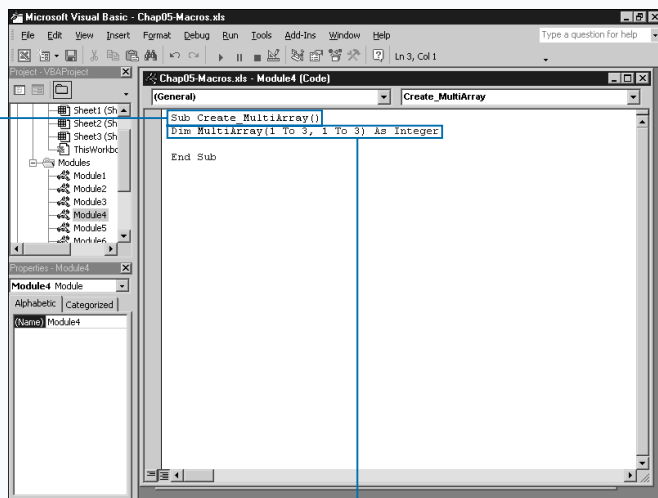 Microsoft Visual Basic - Chap05-Macros.xls
File Edit View Insert Format Debug Run Tools Add-Ins Window Help
Type a question for help
Ln 3, Col 1
Project - VBAProject
Sheet1 (Sh
Sheet2 (Sh
Sheet3 (Sh
ThisWorkbo
Modules
Module1
Module2
Module3
Module4
Module5
Module6
Properties - Module4
Module4 Module
Alphabetic Categorized
(Name) Module4
Chap05-Macros.xls - Module4 (Code)
(General) Create_MultiArray
Sub Create_MultiArray()
Dim MultiArray(1 To 3, 1 To 3) As Integer
End Sub